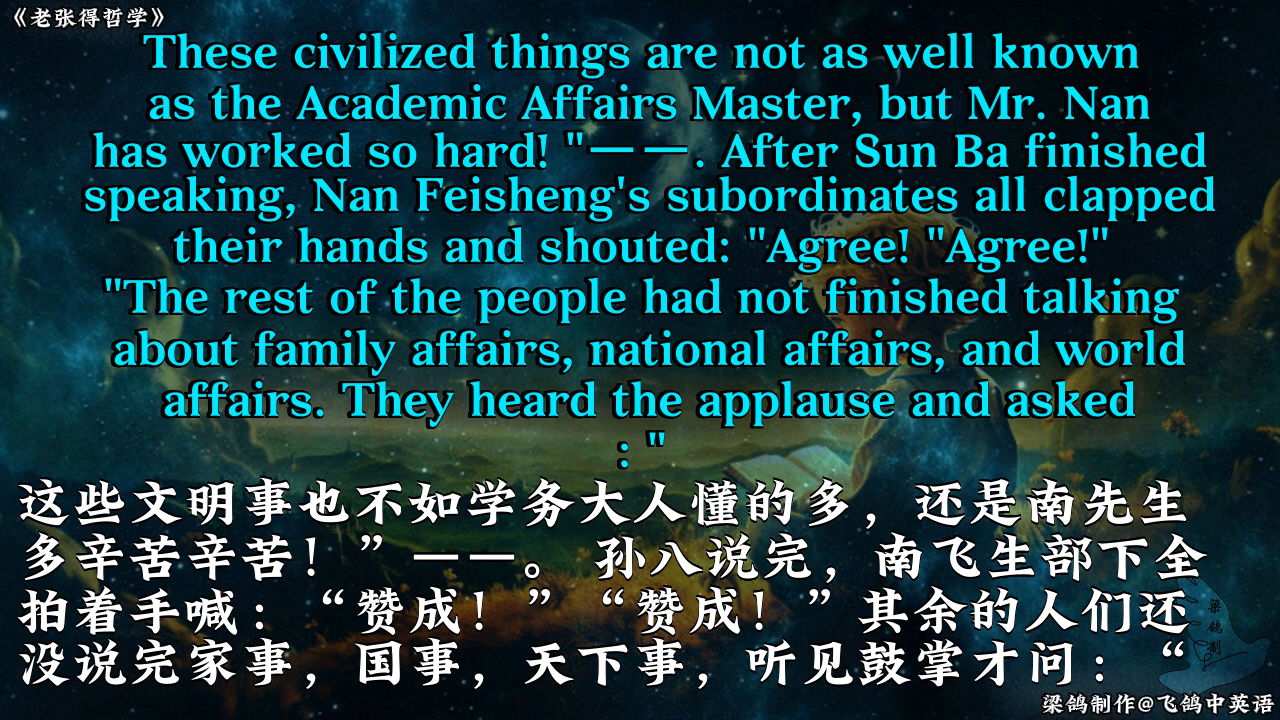 《老张得哲学》
These civilized things are not as well known
as the Academic Affairs Master, but Mr. Nan
has worked so hard! "——. After Sun Ba finished
speaking, Nan Feisheng's subordinates all clapped
their hands and shouted: "Agree! "Agree!"
"The rest of the people had not finished talking
about family affairs, national affairs, and world
affairs. They heard the applause and asked
: "
这些文明事也不如学务大人懂的多，还是南先生
多辛苦辛苦！”——。 孙八说完，南飞生部下全
拍着手喊：“赞成！”“赞成！”其余的人们还
没说完家事，国事，天下事，听见鼓掌才问：“
梁鸽制
梁鸽制作@飞鸽中英语